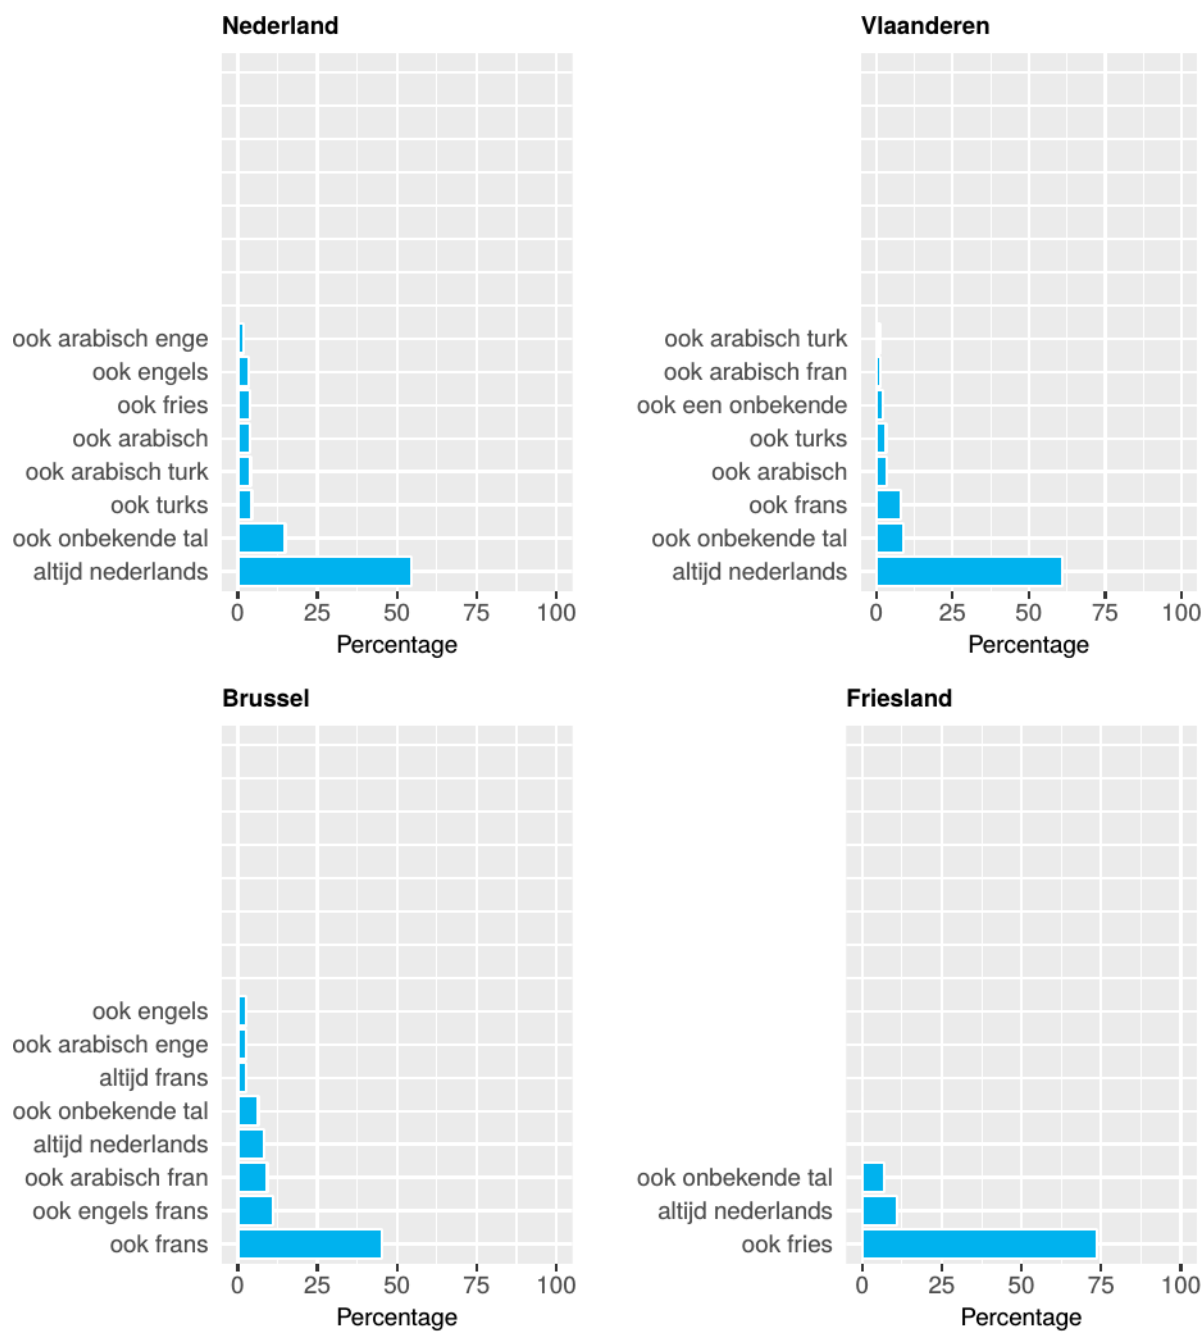 Nederland
ook arabisch enge
ook engels
ook fries
ook arabisch
ook arabisch turk
ook turks
ook onbekende tal
altijd nederlands
0 25 50 75 100
Percentage
Vlaanderen
ook arabisch turk
ook arabisch fran
ook een onbekende
ook turks
ook arabisch
ook frans
ook onbekende tal
altijd nederlands
0 25 50 75 100
Percentage
Brussel
ook engels
ook arabisch enge
altijd frans
ook onbekende tal
altijd nederlands
ook arabisch fran
ook engels frans
ook frans
0 25 50 75 100
Percentage
Friesland
ook onbekende tal
altijd nederlands
ook fries
0 25 50 75 100
Percentage